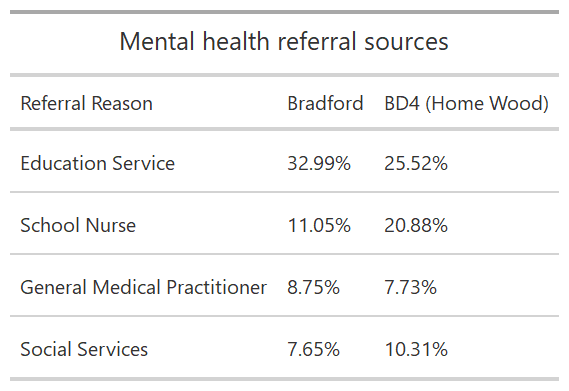 Mental health referral sources
Referral Reason Bradford BD4 (Home Wood)
Education Service 32.99% 25.52%
School Nurse 11.05% 20.88%
General Medical Practitioner 8.75% 7.73%
Social Services 7.65% 10.31%